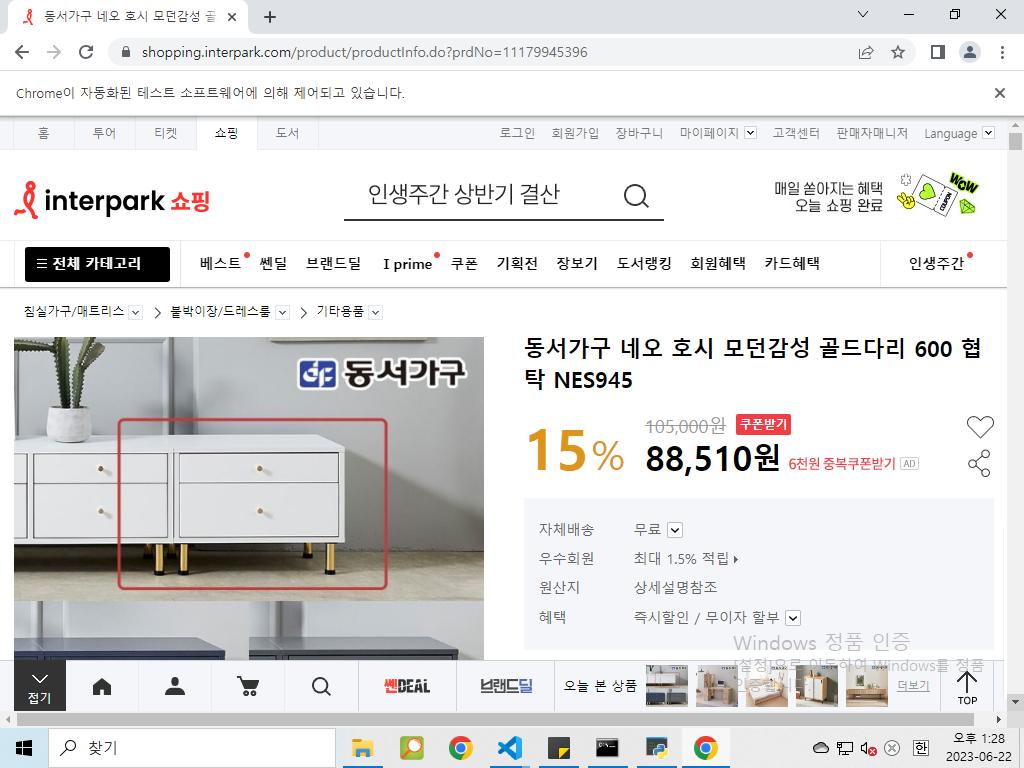 동서가구 네오 호시 모던감성 골
shopping.interpark.com/product/productInfo.do?prdNo=11179945396
Chrome이 자동화된 테스트 소프트웨어에 의해 제어되고 있습니다.
홈 투어 티켓 쇼핑 도서 로그인 회원가입 장바구니 마이페이지 고객센터 판매자매니저 Language
interpark 쇼핑
인생주간 상반기 결산
매일 쏟아지는 혜택
오늘 쇼핑 완료
WOW
COUPON
전체 카테고리 베스트 쎈딜 브랜드딜 I prime 쿠폰 기획전 장보기 도서랭킹 회원혜택 카드혜택 인생주간
침실가구/매트리스 붙박이장/드레스룸 기타용품
동서가구
동서가구 네오 호시 모던감성 골드다리 600 협
탁 NES945
15% 105,000원 쿠폰받기
88,510원 6천원 중복쿠폰받기 AD
자체배송 무료
우수회원 최대 1.5% 적립
원산지 상세설명참조
혜택 즉시할인 / 무이자 할부
Windows 정품 인증
[설정]으로 이동하여 Windows를 정품
인증합니다.
접기 쎈DEAL 브랜드딜 오늘 본 상품 더보기 TOP
찾기
한
오후 1:28
2023-06-22